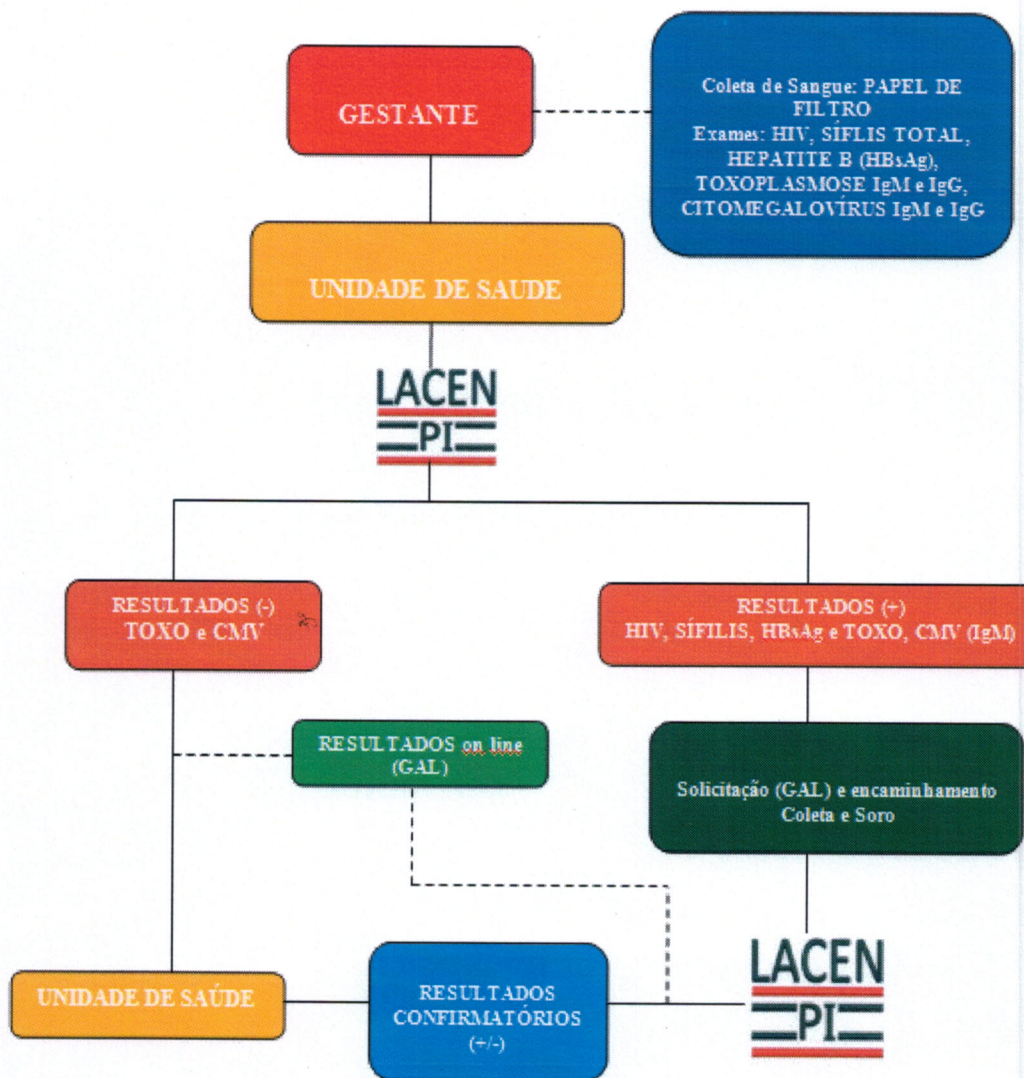 GESTANTE
Coleta de Sangue: PAPEL DE
FILTRO
Exames: HIV, SÍFLIS TOTAL,
HEPATITE B (HBsAg),
TOXOPLASMOSE IgM e IgG,
CITOMEGALOVÍRUS IgM e IgG
UNIDADE DE SAUDE
LACEN
PI
RESULTADOS (-)
TOXO e CMV
RESULTADOS (+)
HIV, SÍFILIS, HBsAg e TOXO, CMV (IgM)
RESULTADOS on line
(GAL)
Solicitação (GAL) e encaminhamento
Coleta e Soro
UNIDADE DE SAÚDE
RESULTADOS
CONFIRMATÓRIOS
(+/-)
LACEN
PI